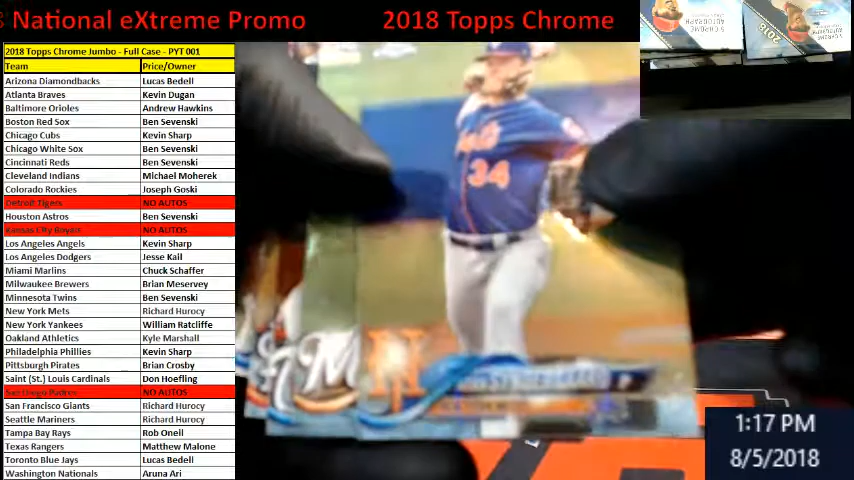 National eXtreme Promo
2018 Topps Chrome
2018 Topps Chrome Jumbo - Full Case - PYT 001
Team Price/Owner
Arizona Diamondbacks Lucas Bedell
Atlanta Braves Kevin Dugan
Baltimore Orioles Andrew Hawkins
Boston Red Sox Ben Sevenski
Chicago Cubs Kevin Sharp
Chicago White Sox Ben Sevenski
Cincinnati Reds Ben Sevenski
Cleveland Indians Michael Moherek
Colorado Rockies Joseph Goski
Detroit Tigers NO AUTOS
Houston Astros Ben Sevenski
Kansas City Royals NO AUTOS
Los Angeles Angels Kevin Sharp
Los Angeles Dodgers Jesse Kail
Miami Marlins Chuck Schaffer
Milwaukee Brewers Brian Meservey
Minnesota Twins Ben Sevenski
New York Mets Richard Hurocy
New York Yankees William Ratcliffe
Oakland Athletics Kyle Marshall
Philadelphia Phillies Kevin Sharp
Pittsburgh Pirates Brian Crosby
Saint (St.) Louis Cardinals Don Hoefling
San Diego Padres NO AUTOS
San Francisco Giants Richard Hurocy
Seattle Mariners Richard Hurocy
Tampa Bay Rays Rob Onell
Texas Rangers Matthew Malone
Toronto Blue Jays Lucas Bedell
Washington Nationals Aruna Ari
Mets
34
M
1:17 PM
8/5/2018